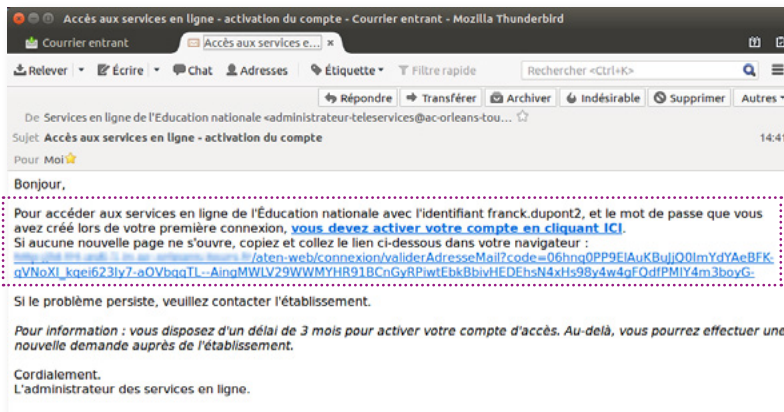 Accès aux services en ligne - activation du compte - Courrier entrant - Mozilla Thunderbird
Courrier entrant
Accès aux services e...
Relever Écrire Chat Adresses Étiquette Filtre rapide Rechercher <Ctrl+K>
Répondre Transférer Archiver Indésirable Supprimer Autres
De Services en ligne de l'Education nationale <administrateur-teleservices@ac-orleans-tou...
Sujet Accès aux services en ligne - activation du compte 14:41
Pour Moi
Bonjour,
Pour accéder aux services en ligne de l'Éducation nationale avec l'identifiant franck.dupont2, et le mot de passe que vous
avez créé lors de votre première connexion, vous devez activer votre compte en cliquant ICI.
Si aucune nouvelle page ne s'ouvre, copiez et collez le lien ci-dessous dans votre navigateur :
/aten-web/connexion/validerAdresseMail?code=06hnq0PP9ElAuKBuJjQ0ImYdYAeBFK-
qVNoXI_kqei623Iy7-aOVbqqTL--AingMWLV29WWMYHR91BCnGyRPiwtEbkBbivHEDEhsN4xHs98y4w4gFQdfPMIY4m3boyG-
Si le problème persiste, veuillez contacter l'établissement.
Pour information : vous disposez d'un délai de 3 mois pour activer votre compte d'accès. Au-delà, vous pourrez effectuer une
nouvelle demande auprès de l'établissement.
Cordialement.
L'administrateur des services en ligne.